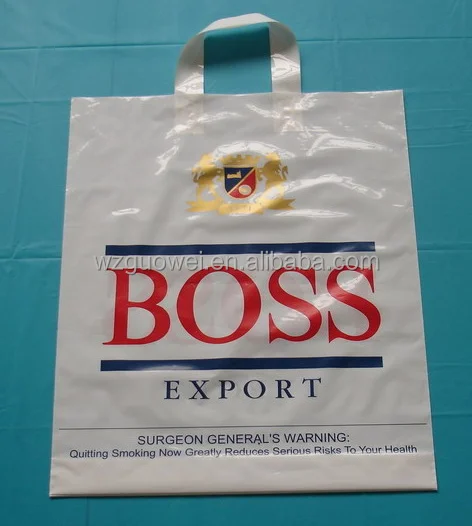 wzguowei.en.alibaba.com
BOSS
EXPORT
SURGEON GENERAL'S WARNING:
Quitting Smoking Now Greatly Reduces Serious Risks To Your Health